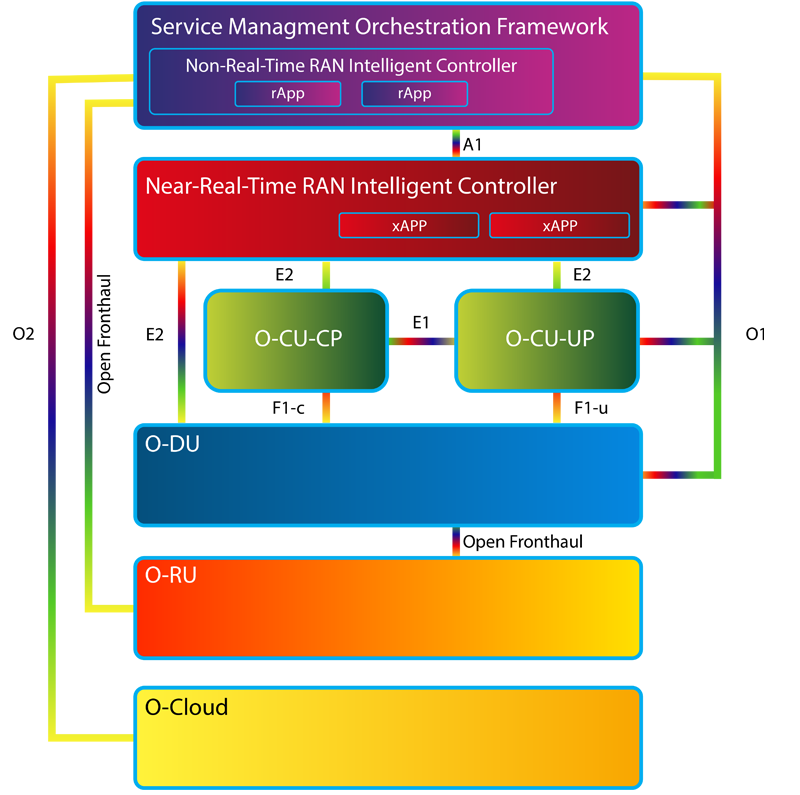 Service Managment Orchestration Framework
Non-Real-Time RAN Intelligent Controller
rApp
rApp
A1
Near-Real-Time RAN Intelligent Controller
xAPP
xAPP
E2
E2
O2
Open Fronthaul
E2
O-CU-CP
E1
O-CU-UP
O1
F1-c
F1-u
O-DU
Open Fronthaul
O-RU
O-Cloud